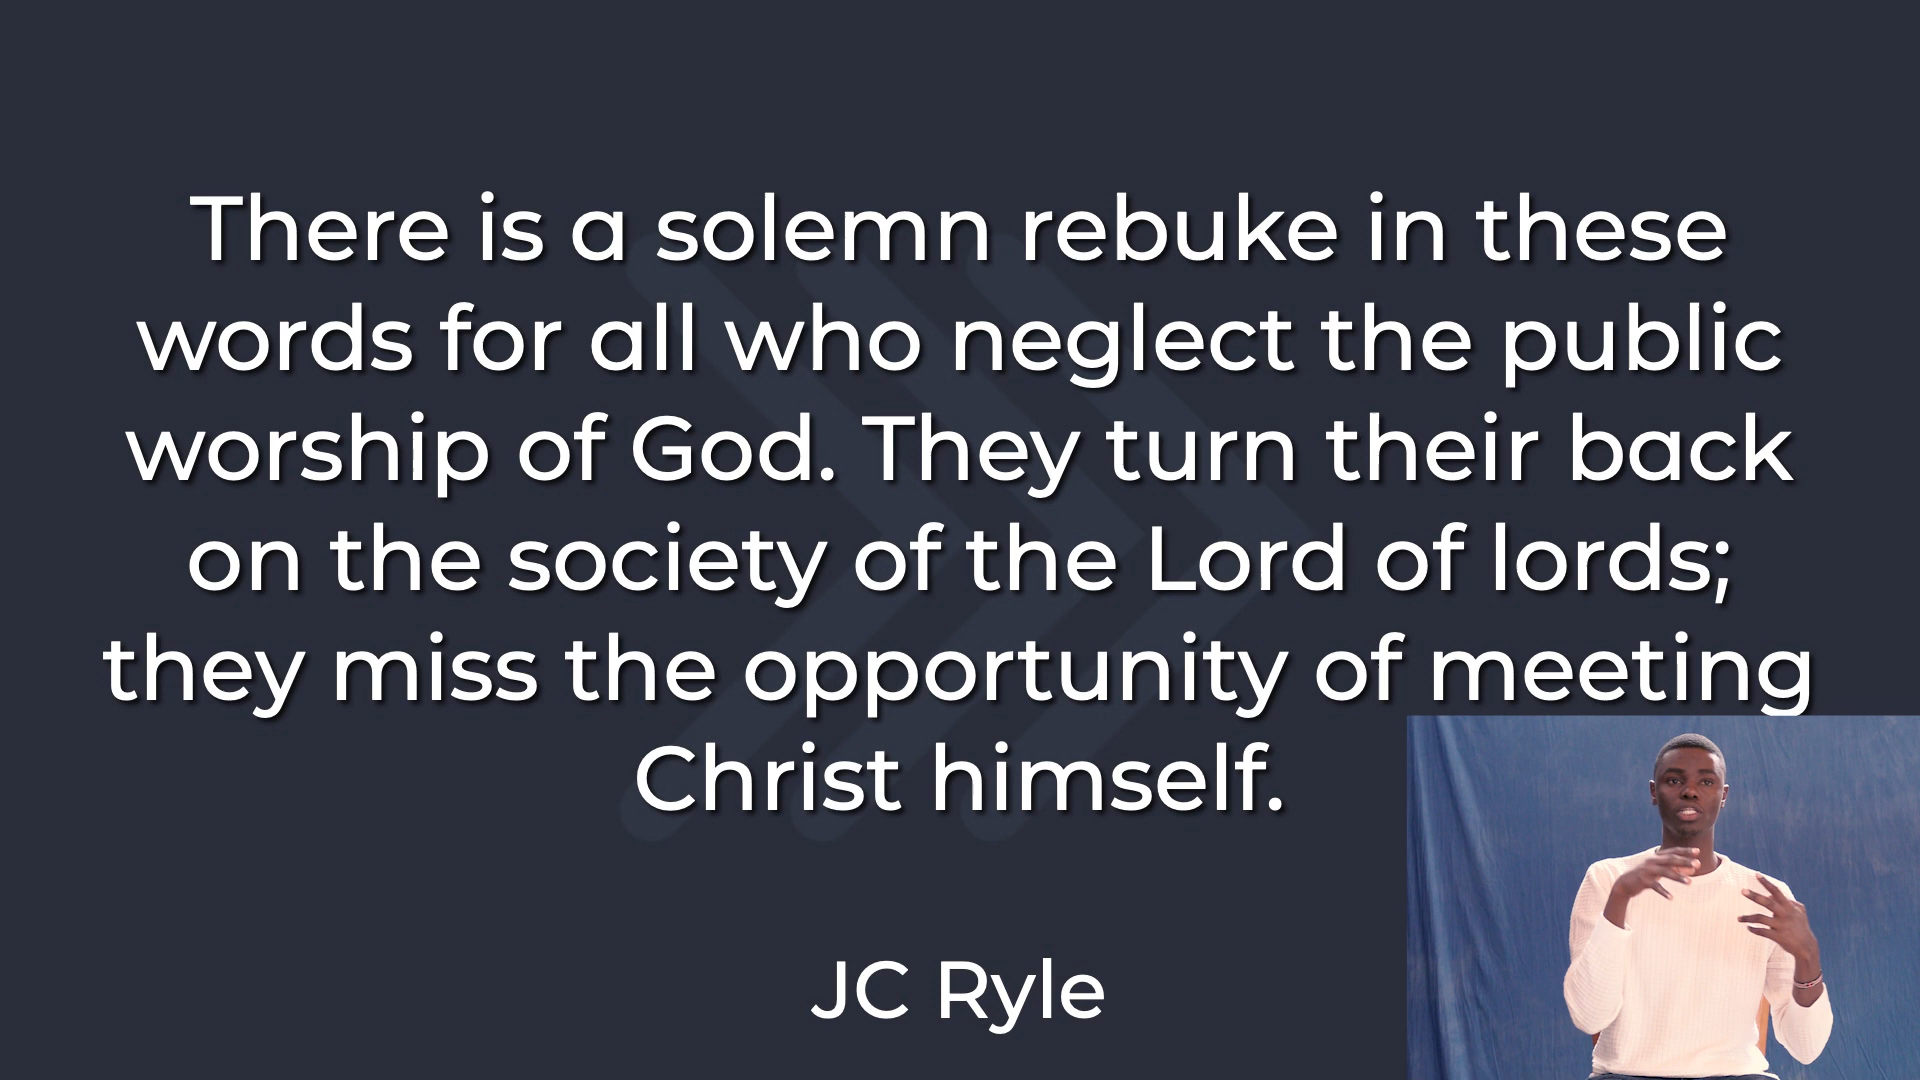 There is a solemn rebuke in these
words for all who neglect the public
worship of God. They turn their back
on the society of the Lord of lords;
they miss the opportunity of meeting
Christ himself.
JC Ryle